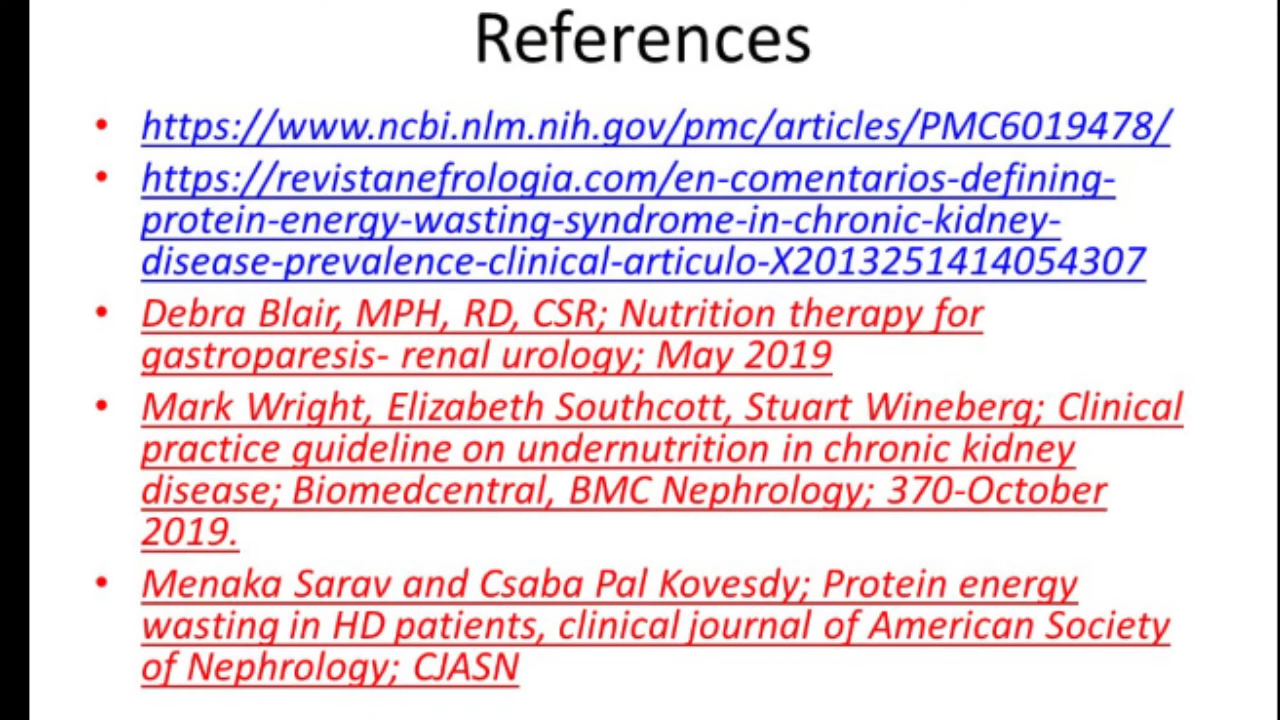 References
• https://www.ncbi.nlm.nih.gov/pmc/articles/PMC6019478/
• https://revistanefrologia.com/en-comentarios-defining-
protein-energy-wasting-syndrome-in-chronic-kidney-
disease-prevalence-clinical-articulo-X2013251414054307
• Debra Blair, MPH, RD, CSR; Nutrition therapy for
gastroparesis- renal urology; May 2019
• Mark Wright, Elizabeth Southcott, Stuart Wineberg; Clinical
practice guideline on undernutrition in chronic kidney
disease; Biomedcentral, BMC Nephrology; 370-October
2019.
• Menaka Sarav and Csaba Pal Kovesdy; Protein energy
wasting in HD patients, clinical journal of American Society
of Nephrology; CJASN